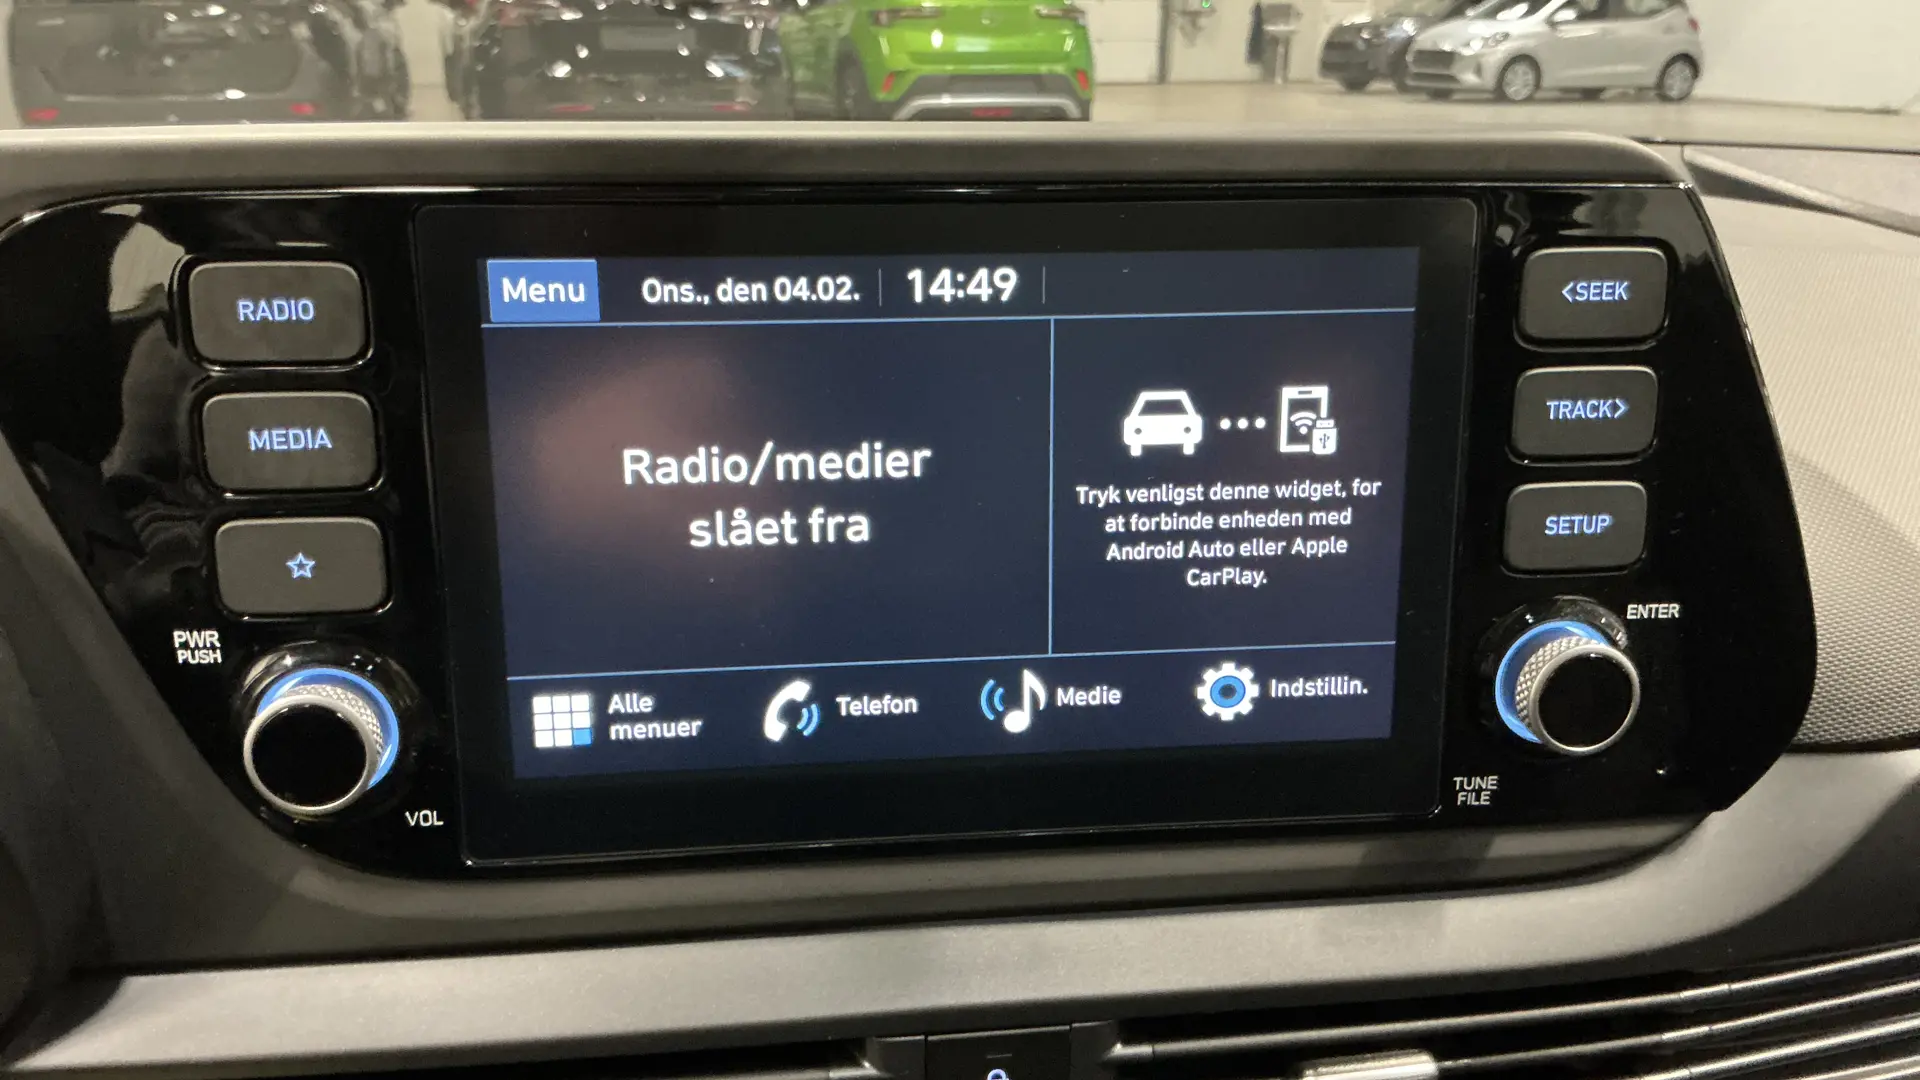 Menu Ons., den 04.02. 14:49
RADIO
MEDIA
PWR
PUSH
VOL
Radio/medier
slået fra
Tryk venligst denne widget, for
at forbinde enheden med
Android Auto eller Apple
CarPlay.
Alle
menuer
Telefon
Medie
Indstillin.
<SEEK
TRACK>
SETUP
ENTER
TUNE
FILE